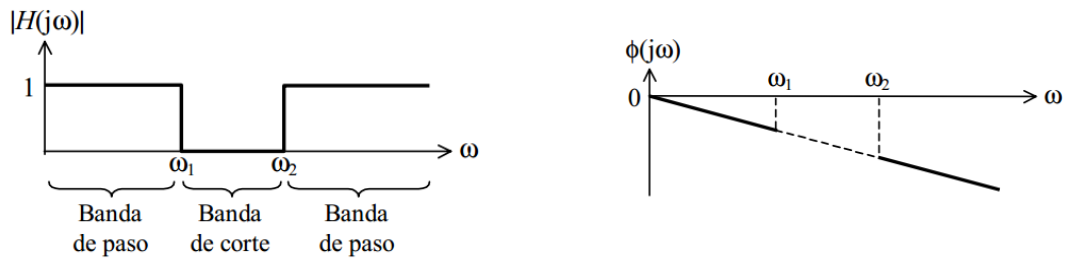 |H(jω)|
1
ω₁
ω₂
ω
Banda de paso
Banda de corte
Banda de paso
ϕ(jω)
0
ω₁
ω₂
ω